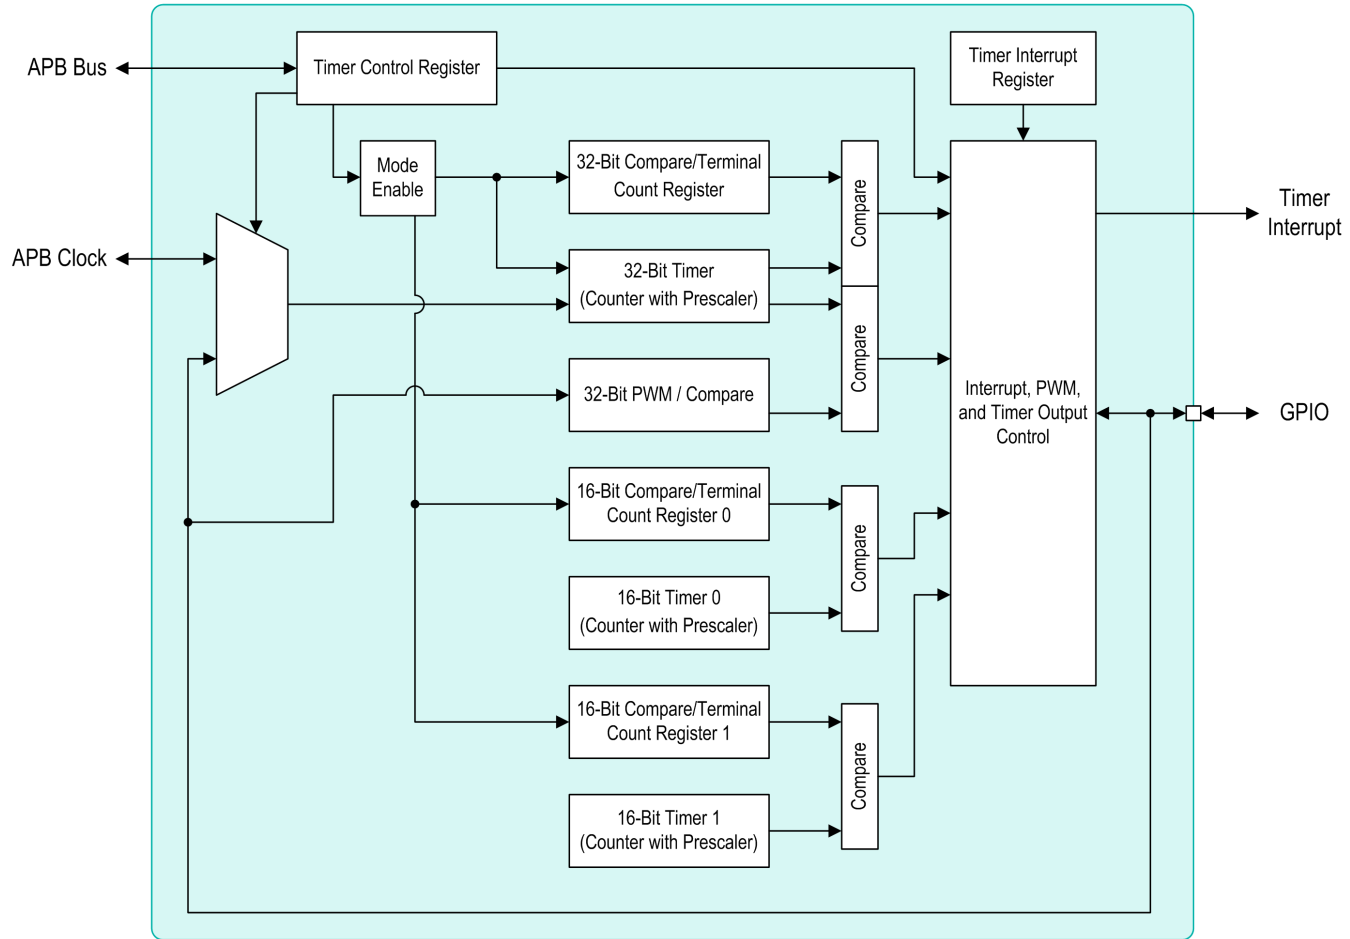 APB Bus
Timer Control Register
Timer Interrupt
Register
Mode
Enable
32-Bit Compare/Terminal
Count Register
Compare
Timer
Interrupt
APB Clock
32-Bit Timer
(Counter with Prescaler)
Compare
32-Bit PWM / Compare
Interrupt, PWM,
and Timer Output
Control
GPIO
16-Bit Compare/Terminal
Count Register 0
Compare
16-Bit Timer 0
(Counter with Prescaler)
16-Bit Compare/Terminal
Count Register 1
Compare
16-Bit Timer 1
(Counter with Prescaler)